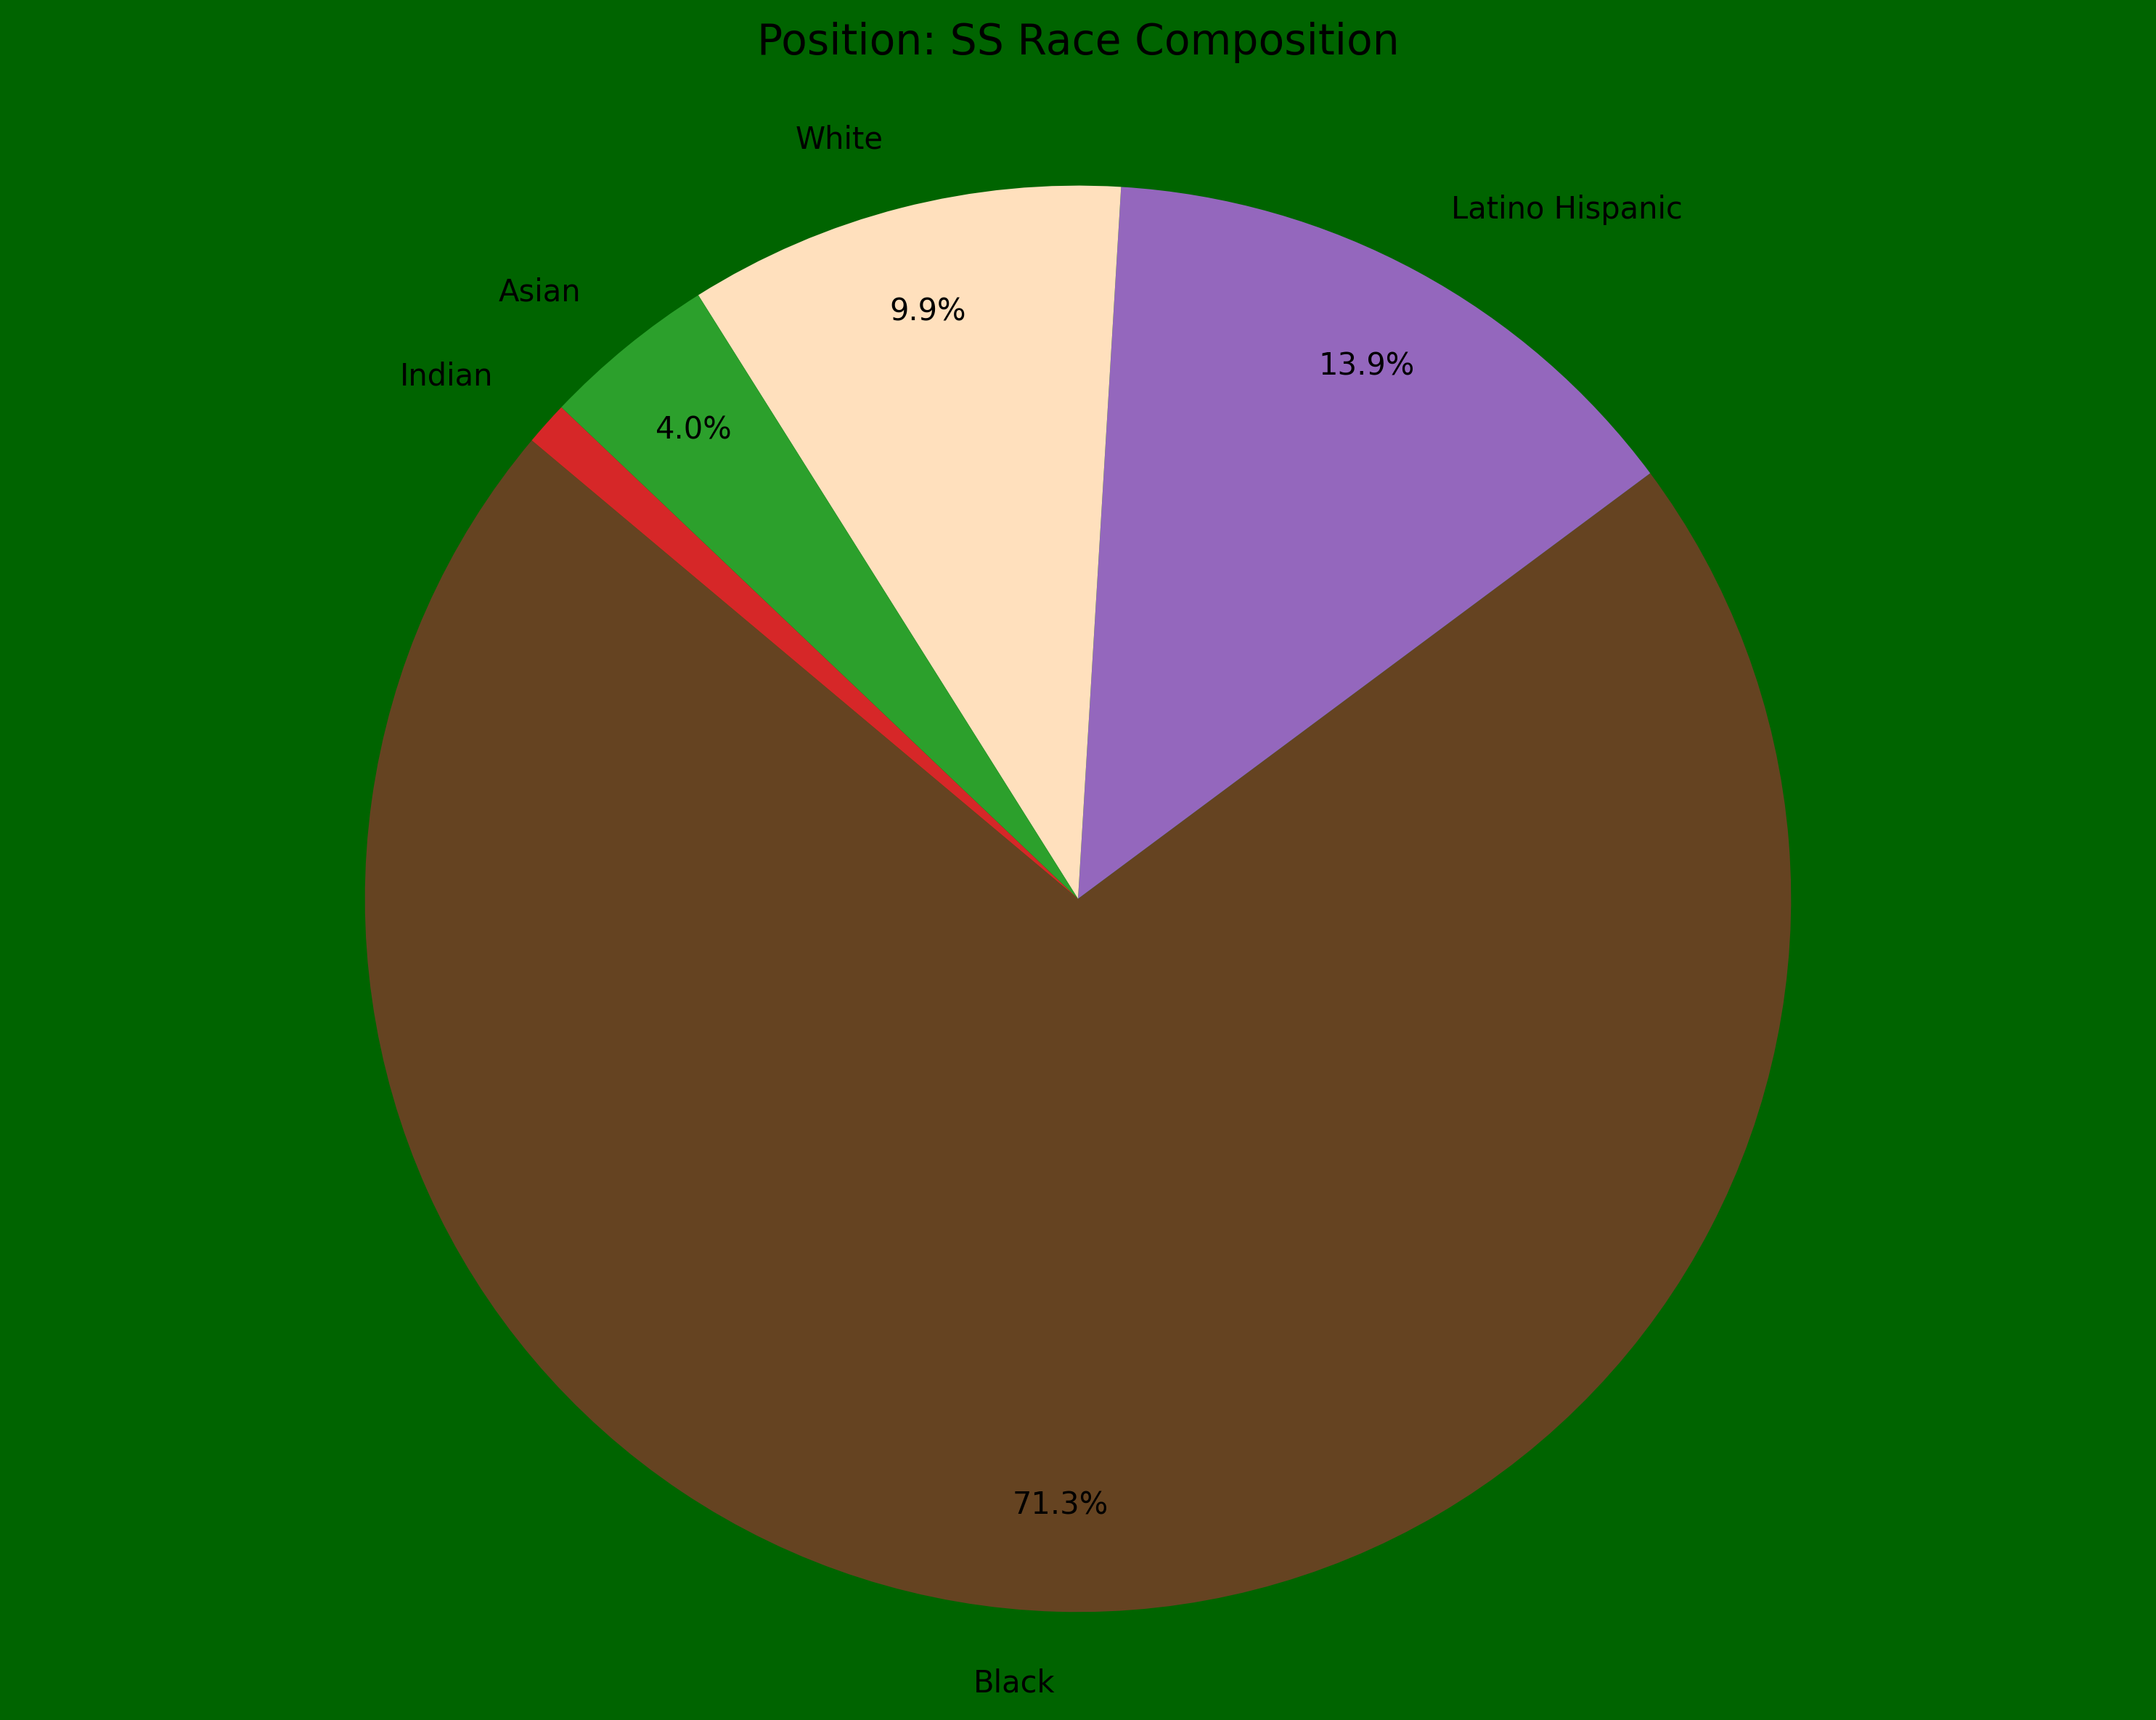 Position: SS Race Composition
White
Latino Hispanic
Asian
9.9%
13.9%
Indian
4.0%
71.3%
Black